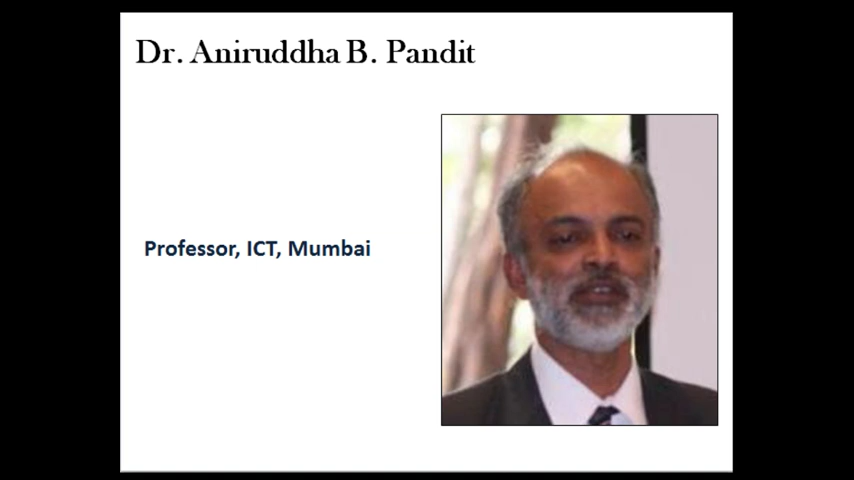 Dr. Aniruddha B. Pandit
Professor, ICT, Mumbai